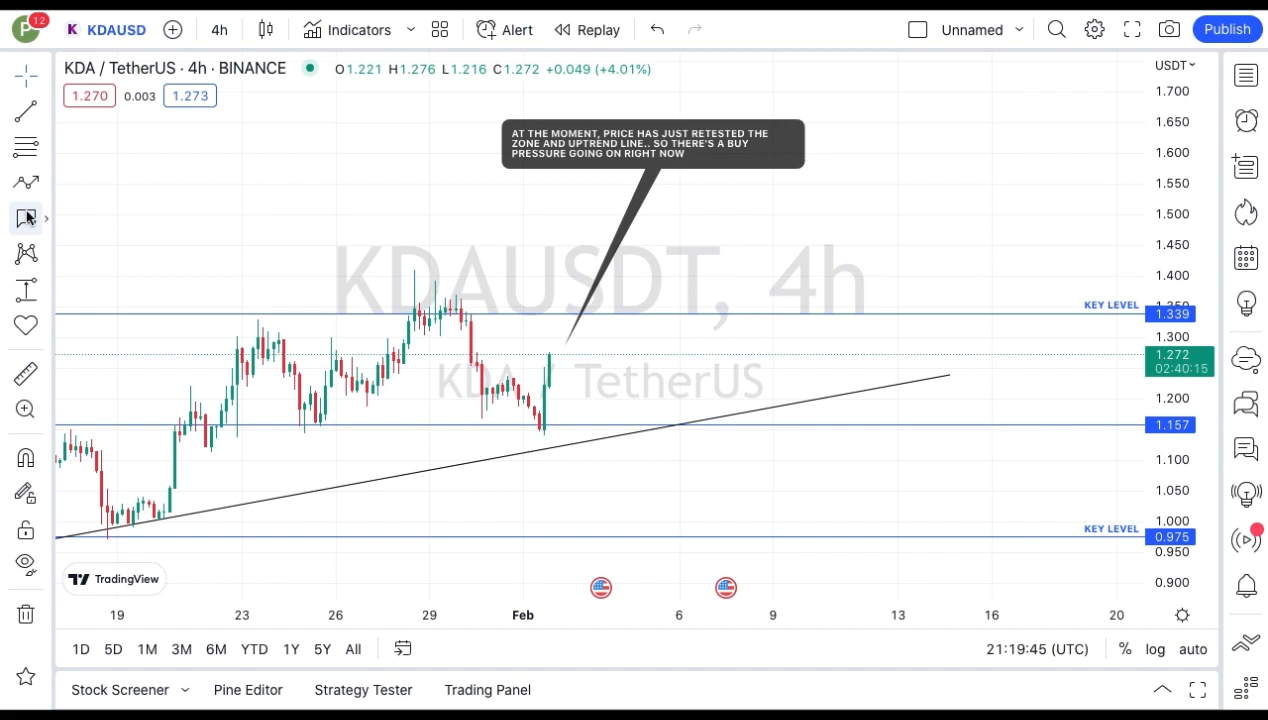 P 12 K KDAUSD 4h Indicators Alert Replay Unnamed Publish
KDA / TetherUS · 4h · BINANCE O1.221 H1.276 L1.216 C1.272 +0.049 (+4.01%) USDT
1.270 0.003 1.273
1.700
1.650
AT THE MOMENT, PRICE HAS JUST RETESTED THE
ZONE AND UPTREND LINE.. SO THERE'S A BUY
PRESSURE GOING ON RIGHT NOW
1.600
1.550
1.500
1.450
KDAUSDT, 4h
KDA / TetherUS
1.400
1.350
KEY LEVEL 1.339
1.300
1.272
02:40:15
1.200
1.157
1.100
1.050
1.000
KEY LEVEL 0.975
0.950
0.900
TradingView
19 23 26 29 Feb 6 9 13 16 20
1D 5D 1M 3M 6M YTD 1Y 5Y All 21:19:45 (UTC) % log auto
Stock Screener Pine Editor Strategy Tester Trading Panel